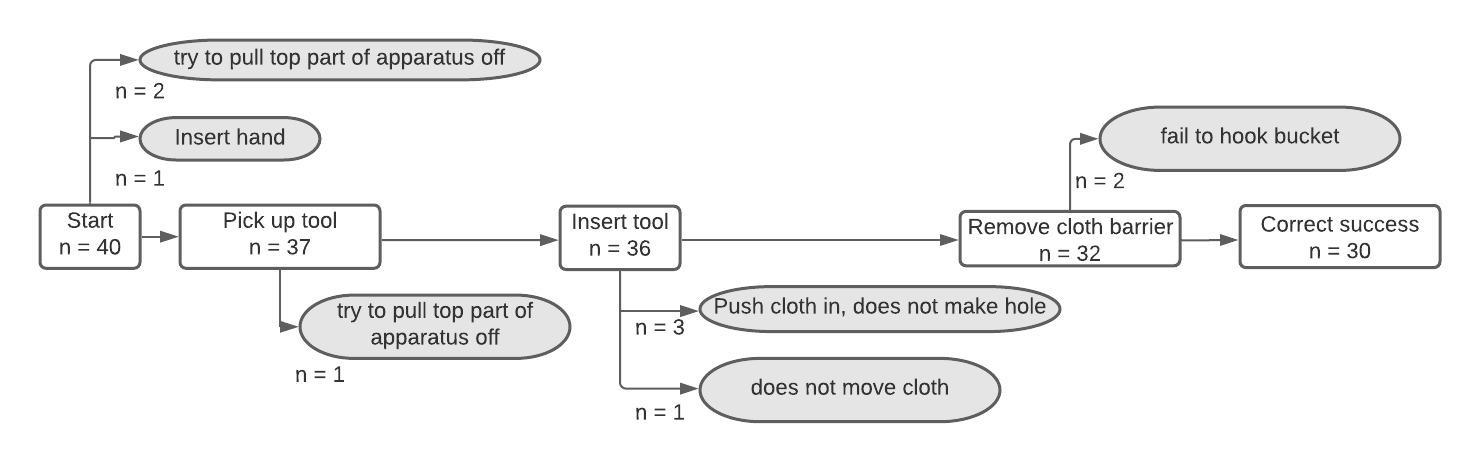 try to pull top part of apparatus off
n = 2
Insert hand
n = 1
Start
n = 40
Pick up tool
n = 37
try to pull top part of
apparatus off
n = 1
Insert tool
n = 36
Push cloth in, does not make hole
n = 3
does not move cloth
n = 1
Remove cloth barrier
n = 32
fail to hook bucket
n = 2
Correct success
n = 30